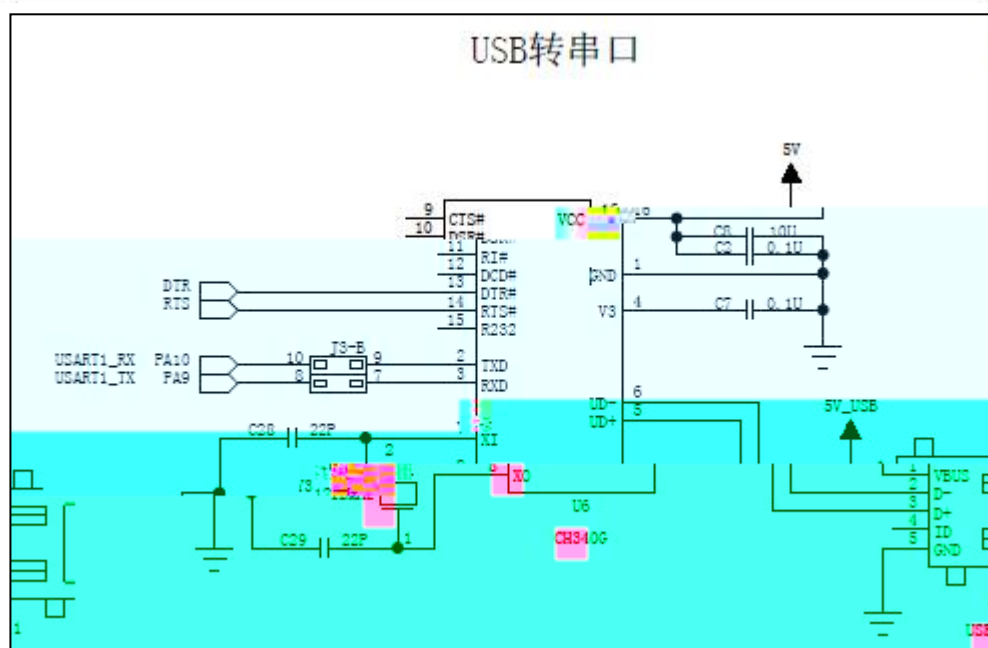 USB转串口
5V
9 CTS# VCC
10
11 C8 10U
RI# C2 0.1U
12 DCD# GND 1
DTR 13 DTR#
RTS 14 RTS# V3 4 C7 0.1U
15 R232
J3-B
USART1_RX PA10 10 9 2 TXD
USART1_TX PA9 8 7 3 RXD
UD- 6
UD+ 5 5V_USB
C28 22P 2 XI
XO 1 VBUS
2 D-
U6 3 D+
4 ID
C29 22P 1 CH340G 5 GND
1